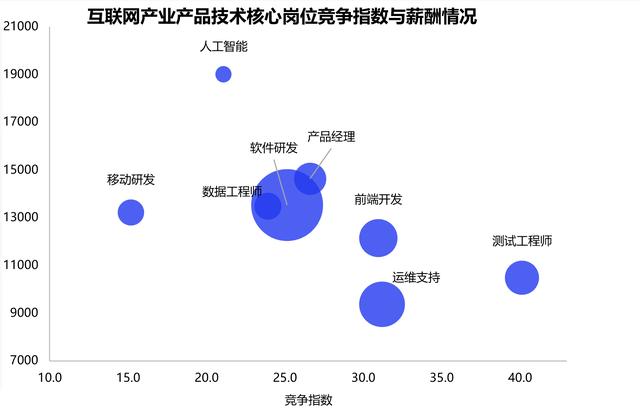 互联网产业产品技术核心岗位竞争指数与薪酬情况
21000
19000
17000
15000
13000
11000
9000
7000
人工智能
软件研发
产品经理
移动研发
数据工程师
前端开发
测试工程师
运维支持
10.0 15.0 20.0 25.0 30.0 35.0 40.0
竞争指数